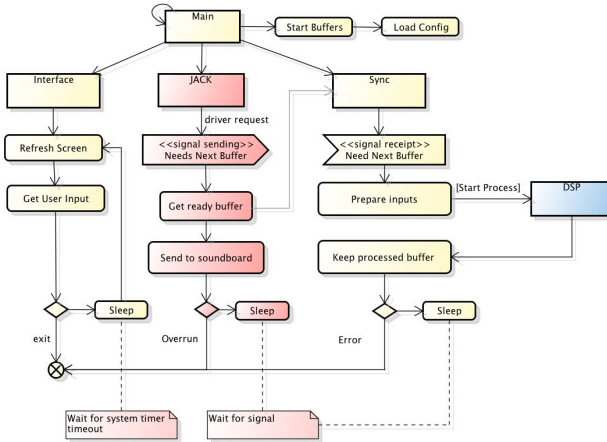 Main
Start Buffers
Load Config
Interface
JACK
Sync
driver request
Refresh Screen
<<signal sending>>
Needs Next Buffer
<<signal receipt>>
Need Next Buffer
Get User Input
Get ready buffer
Prepare inputs
[Start Process]
DSP
Send to soundboard
Keep processed buffer
Sleep
Sleep
Sleep
exit
Overrun
Error
Wait for system timer
timeout
Wait for signal